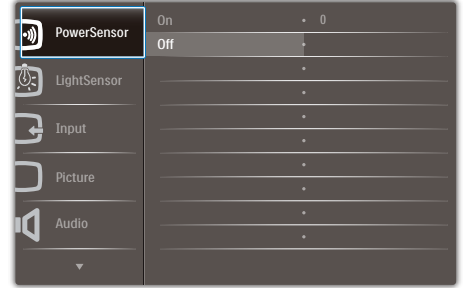 PowerSensor
LightSensor
Input
Picture
Audio
On 0
Off